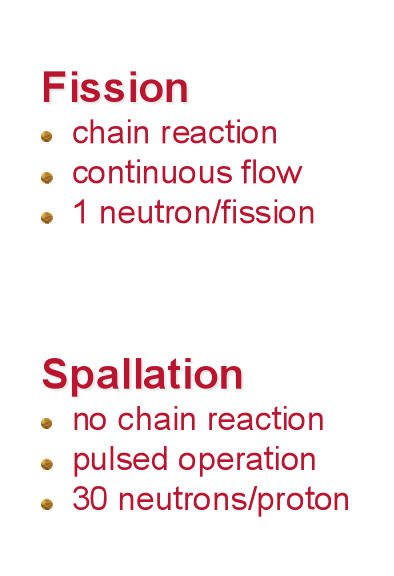 Fission
chain reaction
continuous flow
1 neutron/fission
Spallation
no chain reaction
pulsed operation
30 neutrons/proton